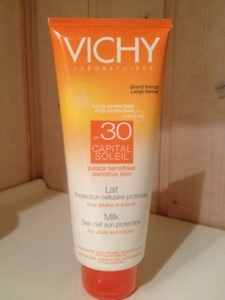 VICHY
LABORATOIRES
Grand format
Large format
haute protection
high protection
SPF 30
CAPITAL
SOLEIL
peaux sensibles
sensitive skin
Lait
Protection cellulaire profonde
Pour adultes et enfants
Milk
Skin cell sun protection
For adults and children